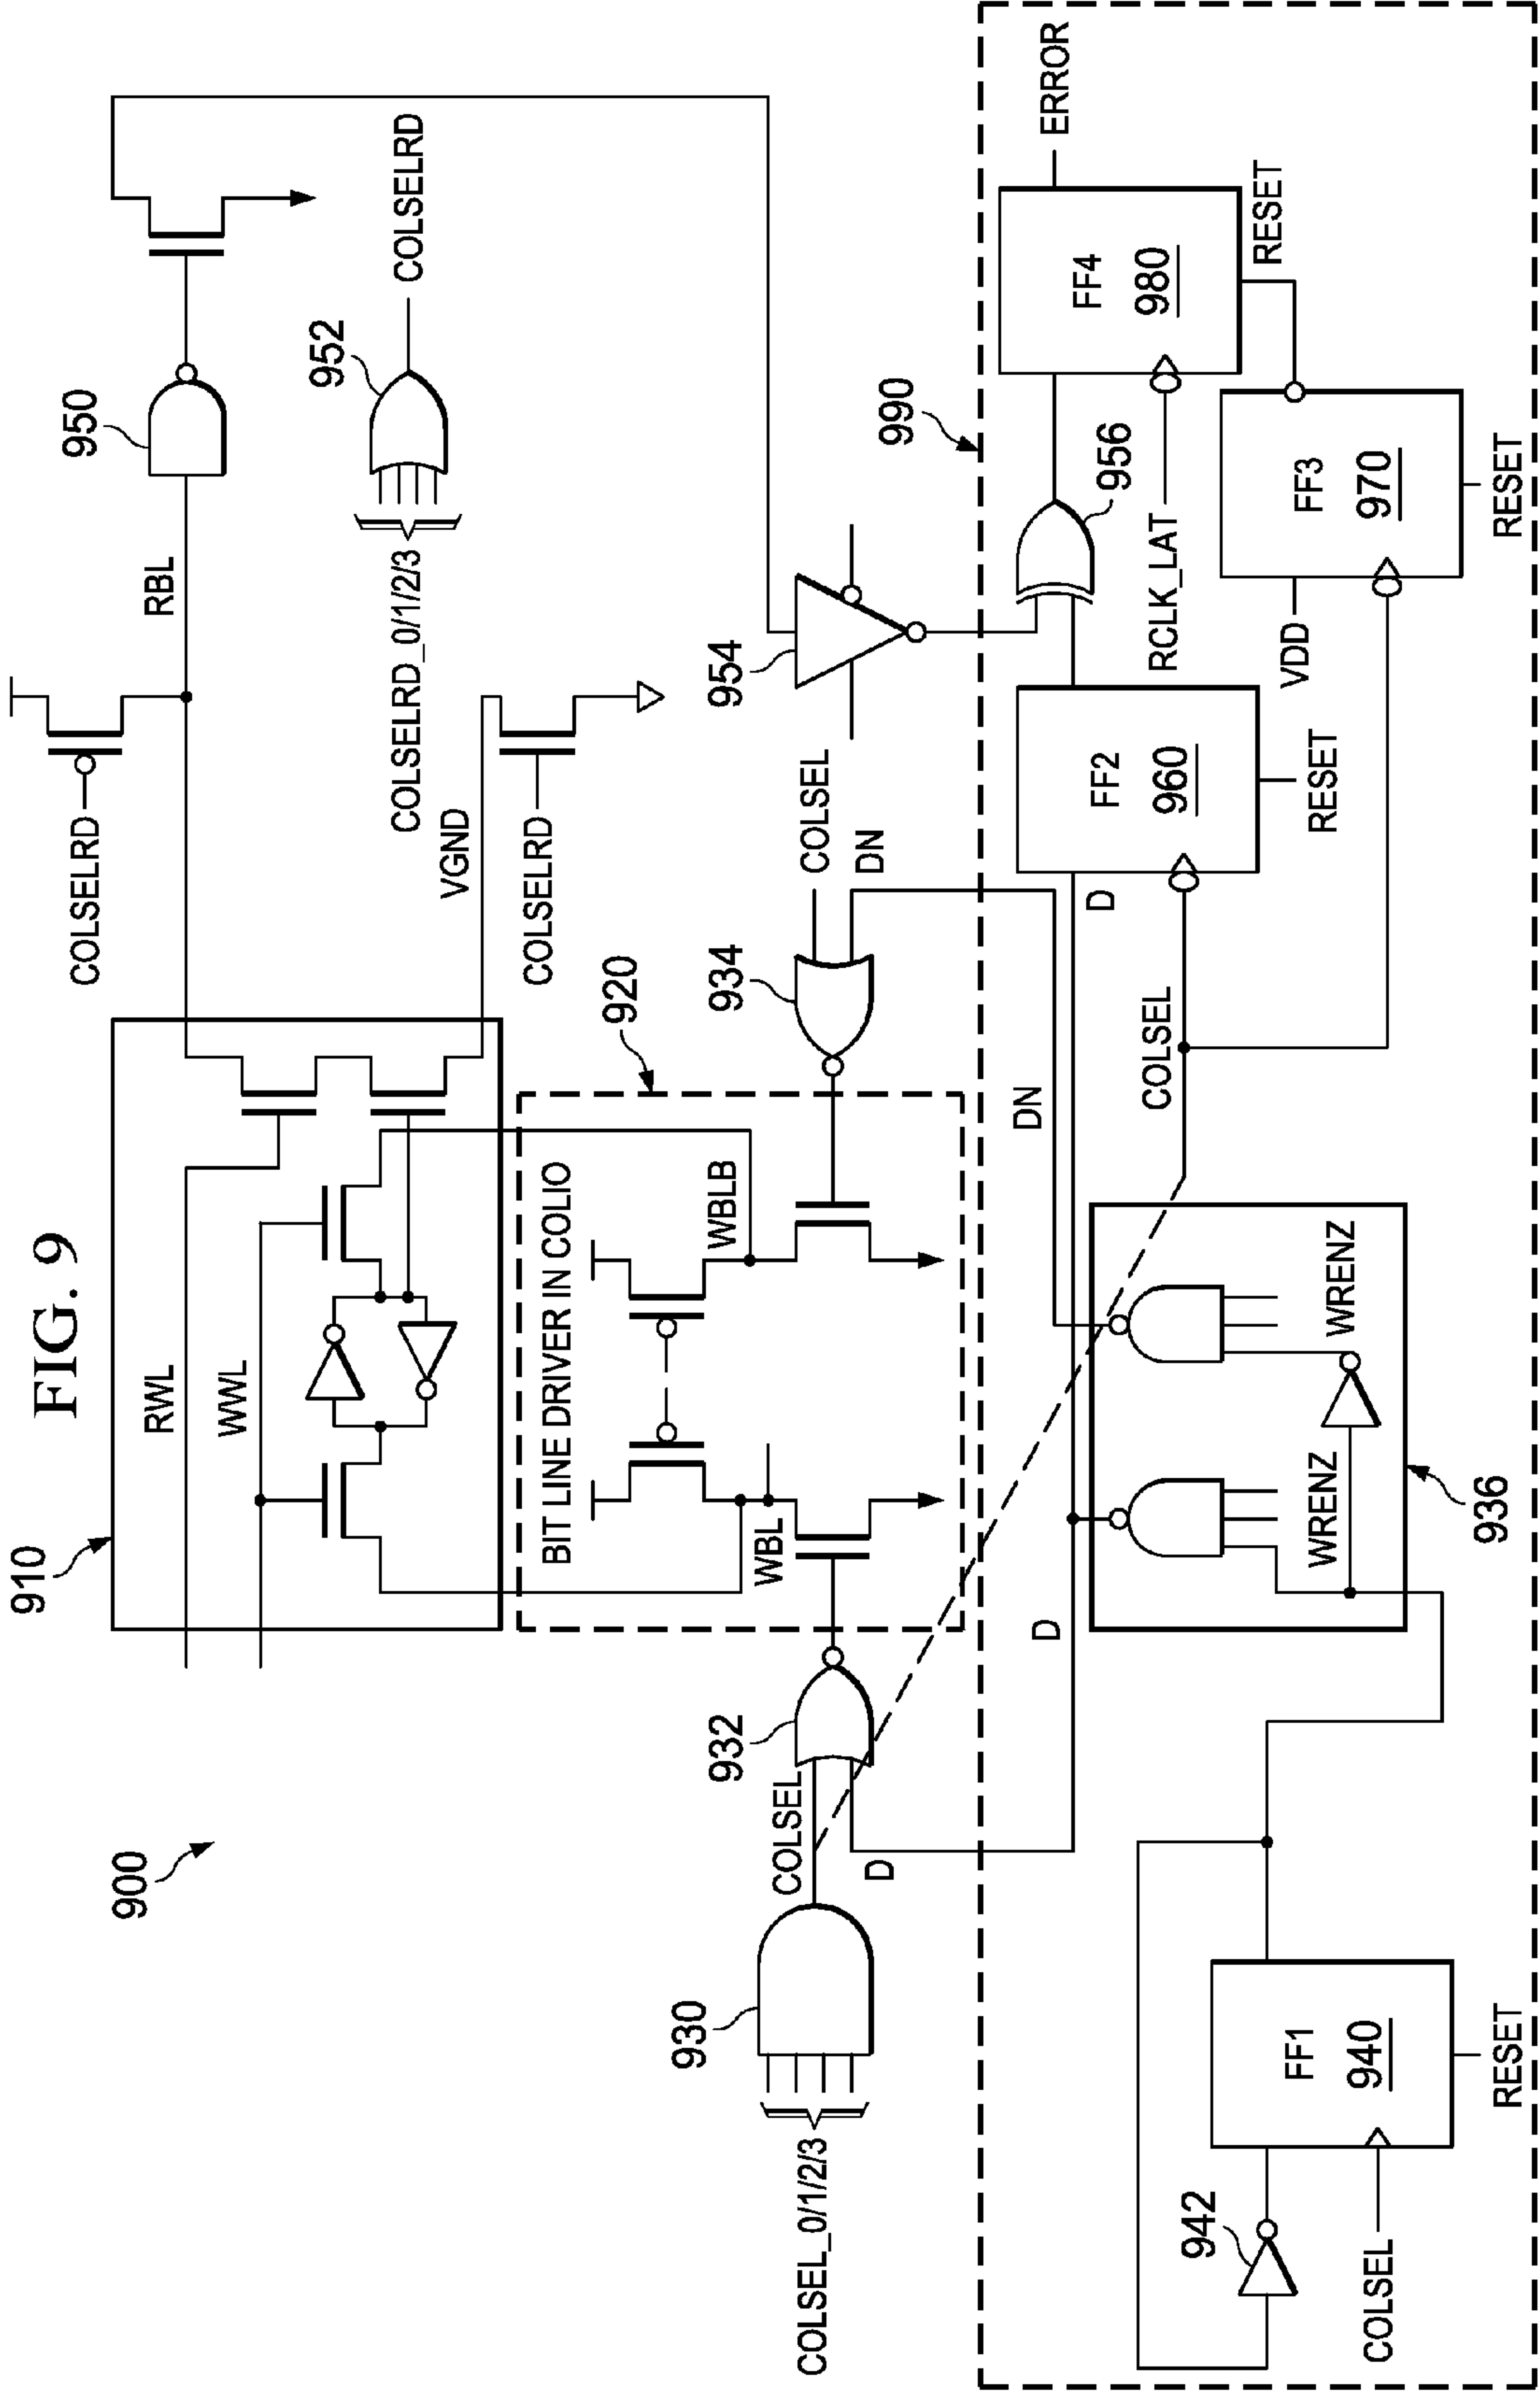 FIG. 9
900
910
RWL
WWL
RBL
950
COLSELRD
952
COLSELRD
COLSELRD_0/1/2/3
VGND
COLSELRD
920
BIT LINE DRIVER IN COLIO
WBL
WBLB
930
COLSEL_0/1/2/3
COLSEL
D
932
934
COLSEL
DN
954
990
D
DN
D
COLSEL
942
COLSEL
FF1
940
RESET
WRENZ
WRENZ
936
FF2
960
RESET
956
RCLK_LAT
VDD
FF3
970
RESET
FF4
980
RESET
ERROR